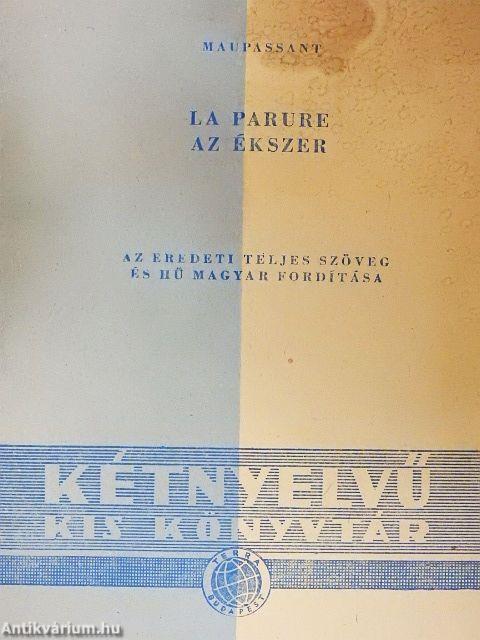 MAUPASSANT
LA PARURE
AZ ÉKSZER
AZ EREDETI TELJES SZÖVEG
ÉS HŰ MAGYAR FORDÍTÁSA
KÉTNYELVŰ
KIS KÖNYVTÁR
TERRA
BUDAPEST
Antikvárium.hu